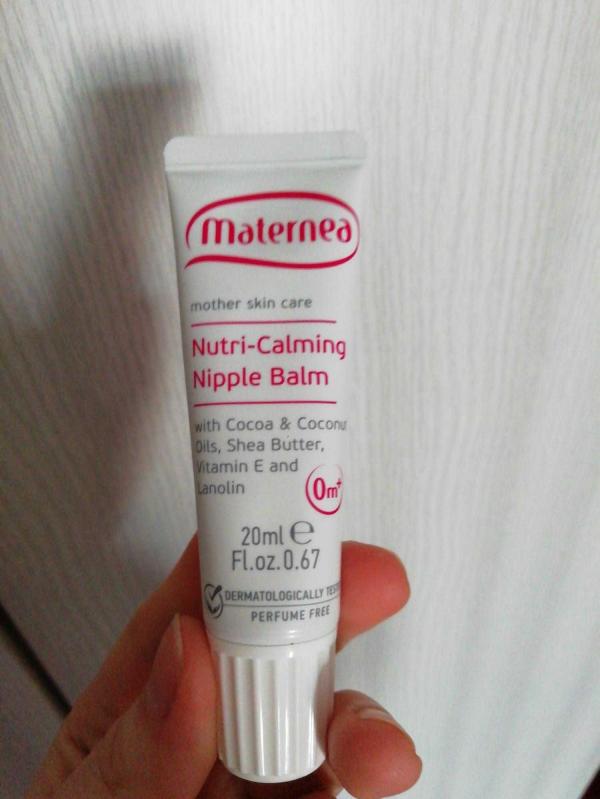 maternea
mother skin care
Nutri-Calming
Nipple Balm
with Cocoa & Coconut
Oils, Shea Butter,
Vitamin E and
Lanolin
0m+
20ml e
Fl.oz.0.67
DERMATOLOGICALLY
PERFUME FREE